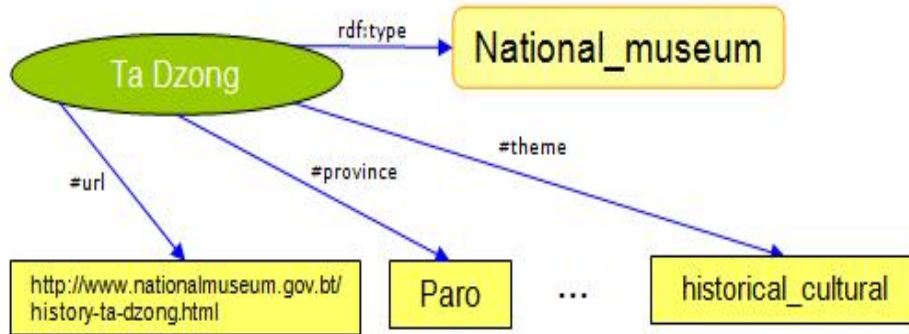 rdf:type
National_museum
Ta Dzong
#theme
#province
#url
http://www.nationalmuseum.gov.bt/
history-ta-dzong.html
Paro
...
historical_cultural